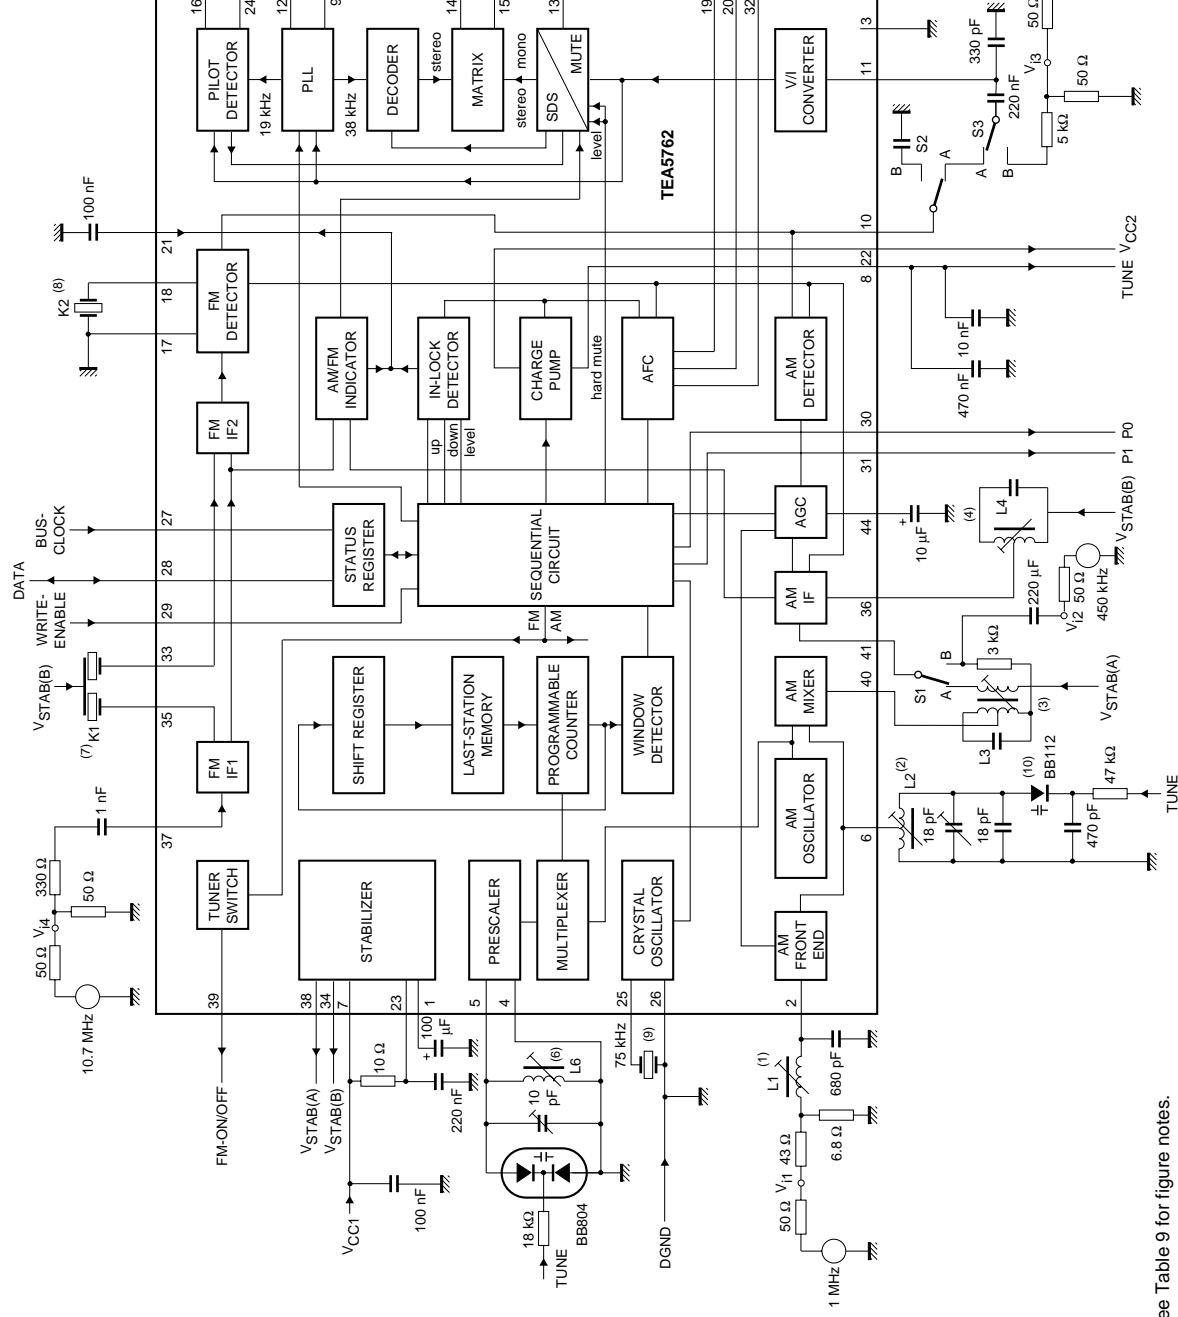 16
24
12
9
14
15
13
19
20
32
PILOT
DETECTOR
19 kHz
PLL
38 kHz
DECODER
stereo
MATRIX
stereo mono
SDS
MUTE
level
V/I
CONVERTER
3
11
330 pF
220 nF
50 Ω
Vi3
50 Ω
5 kΩ
S2
B
A
S3
A
B
TEA5762
100 nF
21
K2 (8)
18
17
FM
DETECTOR
10
22
8
VCC2
TUNE
10 nF
470 nF
AM/FM
INDICATOR
IN-LOCK
DETECTOR
CHARGE
PUMP
hard mute
AFC
AM
DETECTOR
FM
IF2
up
down
level
30
31
P0
P1
BUS-
CLOCK
27
DATA
28
WRITE-
ENABLE
29
STATUS
REGISTER
SEQUENTIAL
CIRCUIT
FM
AM
AGC
44
+
10 μF
AM
IF
36
L4
(4)
VSTAB(B)
220 μF
50 Ω
Vi2
450 kHz
VSTAB(B)
33
35
(7) K1
41
40
S1
B
A
3 kΩ
(3)
L3
VSTAB(A)
SHIFT REGISTER
LAST-STATION
MEMORY
PROGRAMMABLE
COUNTER
WINDOW
DETECTOR
AM
MIXER
FM
IF1
1 nF
37
AM
OSCILLATOR
6
L2 (2)
18 pF
18 pF
(10)
BB112
470 pF
47 kΩ
TUNE
330 Ω
50 Ω
Vi4
50 Ω
10.7 MHz
TUNER
SWITCH
STABILIZER
PRESCALER
MULTIPLEXER
CRYSTAL
OSCILLATOR
AM
FRONT
END
39
38
34
7
23
1
5
4
25
26
2
FM-ON/OFF
VSTAB(A)
VSTAB(B)
10 Ω
100
μF
+
220 nF
VCC1
100 nF
10
pF
(6)
L6
18 kΩ
BB804
TUNE
75 kHz
(9)
DGND
L1
(1)
680 pF
6.8 Ω
43 Ω
Vi1
50 Ω
1 MHz
ee Table 9 for figure notes.